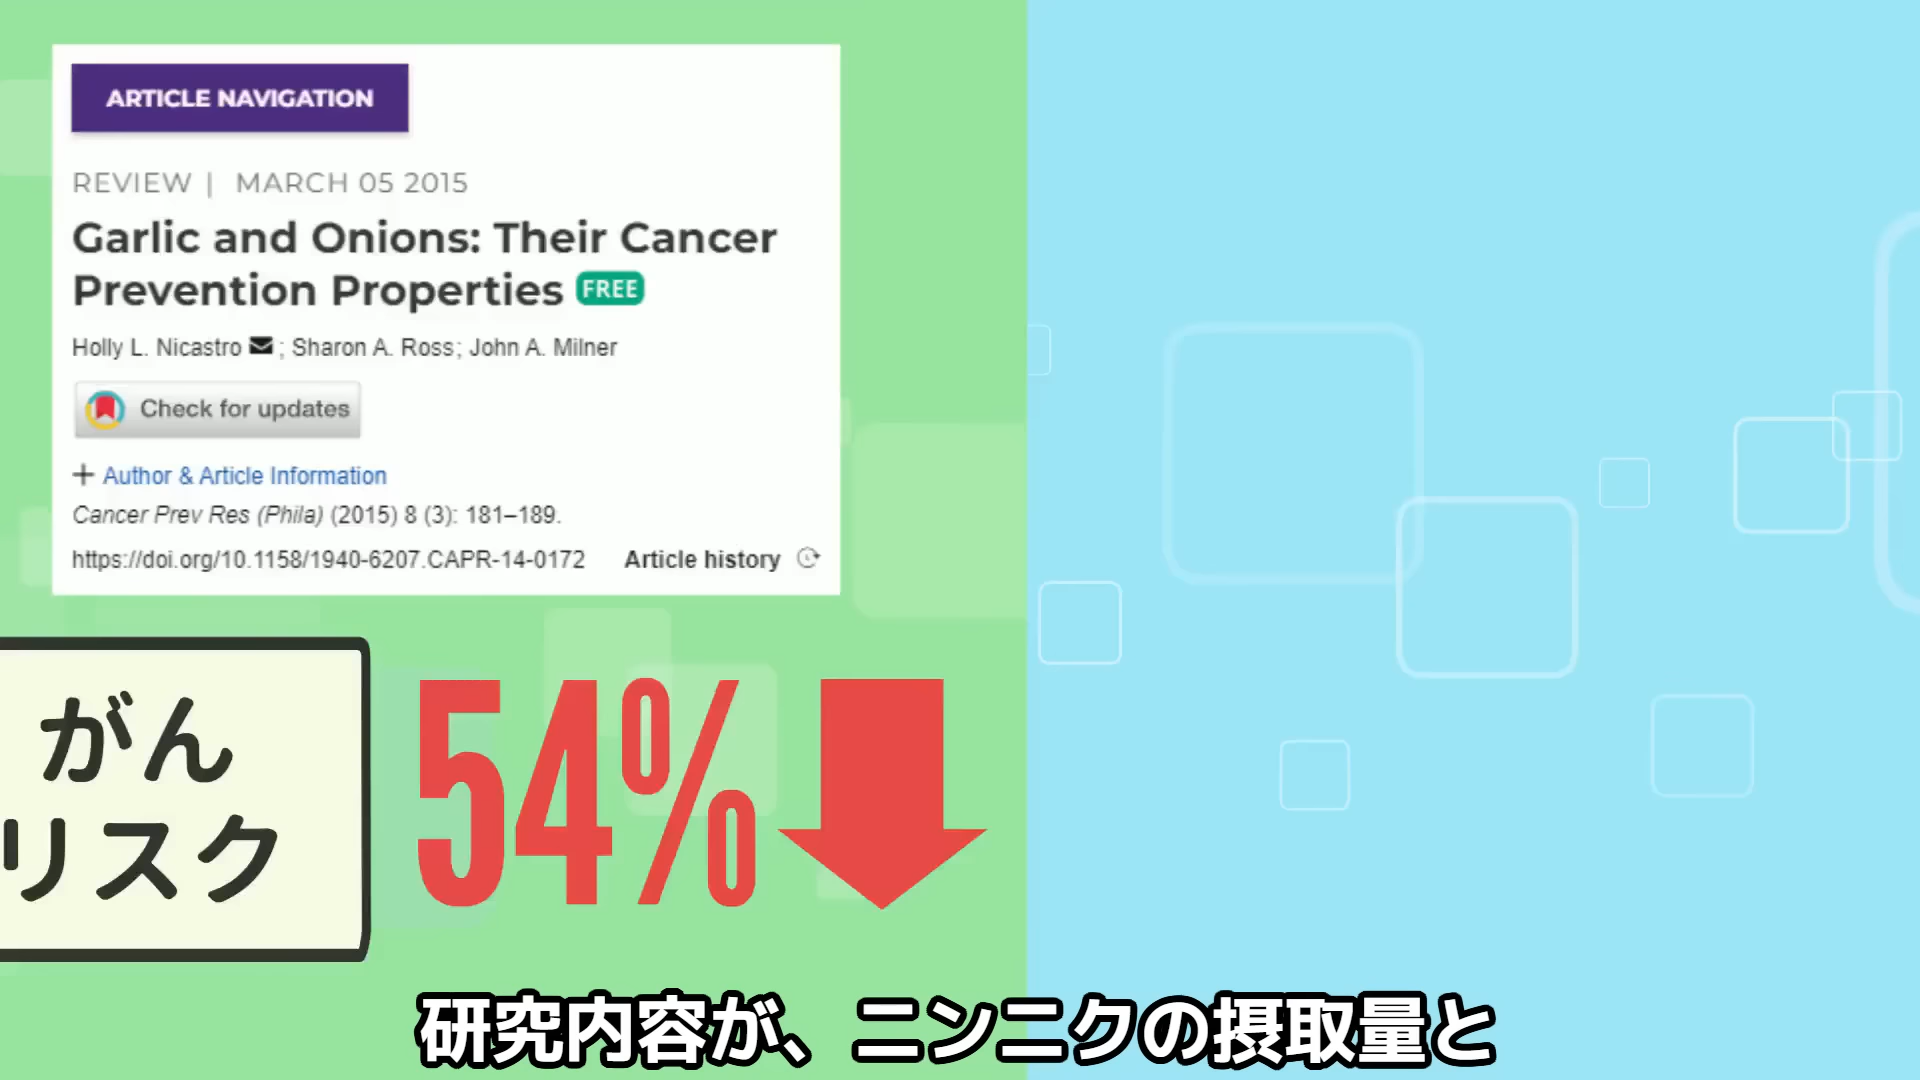 ARTICLE NAVIGATION
REVIEW | MARCH 05 2015
Garlic and Onions: Their Cancer
Prevention Properties FREE
Holly L. Nicastro ; Sharon A. Ross; John A. Milner
Check for updates
+ Author & Article Information
Cancer Prev Res (Phila) (2015) 8 (3): 181–189.
https://doi.org/10.1158/1940-6207.CAPR-14-0172 Article history
がん
リスク
54%
研究内容が、ニンニクの摂取量と